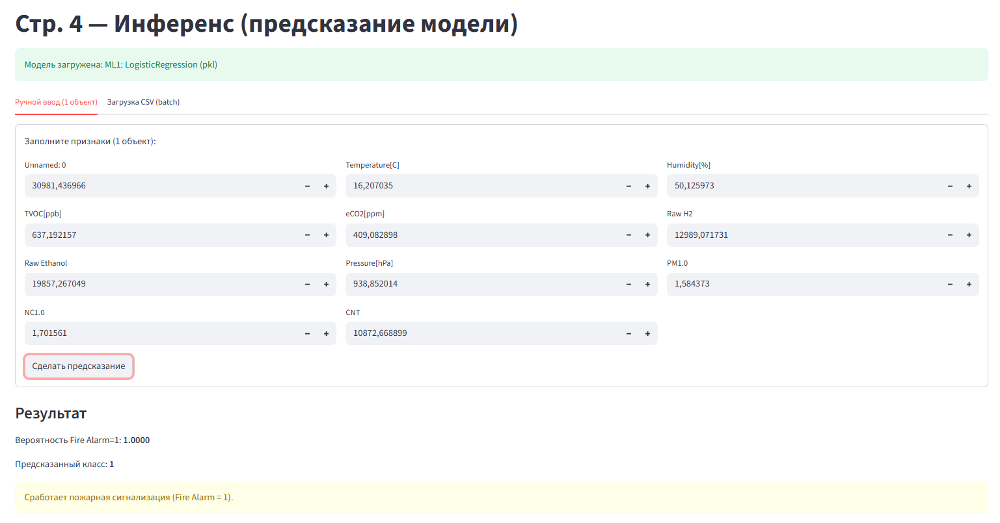 Стр. 4 — Инференс (предсказание модели)
Модель загружена: ML1: LogisticRegression (pkl)
Ручной ввод (1 объект) Загрузка CSV (batch)
Заполните признаки (1 объект):
Unnamed: 0 Temperature[C] Humidity[%]
30981,436966 − + 16,207035 − + 50,125973 − +
TVOC[ppb] eCO2[ppm] Raw H2
637,192157 − + 409,082898 − + 12989,071731 − +
Raw Ethanol Pressure[hPa] PM1.0
19857,267049 − + 938,852014 − + 1,584373 − +
NC1.0 CNT
1,701561 − + 10872,668899 − +
Сделать предсказание
Результат
Вероятность Fire Alarm=1: 1.0000
Предсказанный класс: 1
Сработает пожарная сигнализация (Fire Alarm = 1).